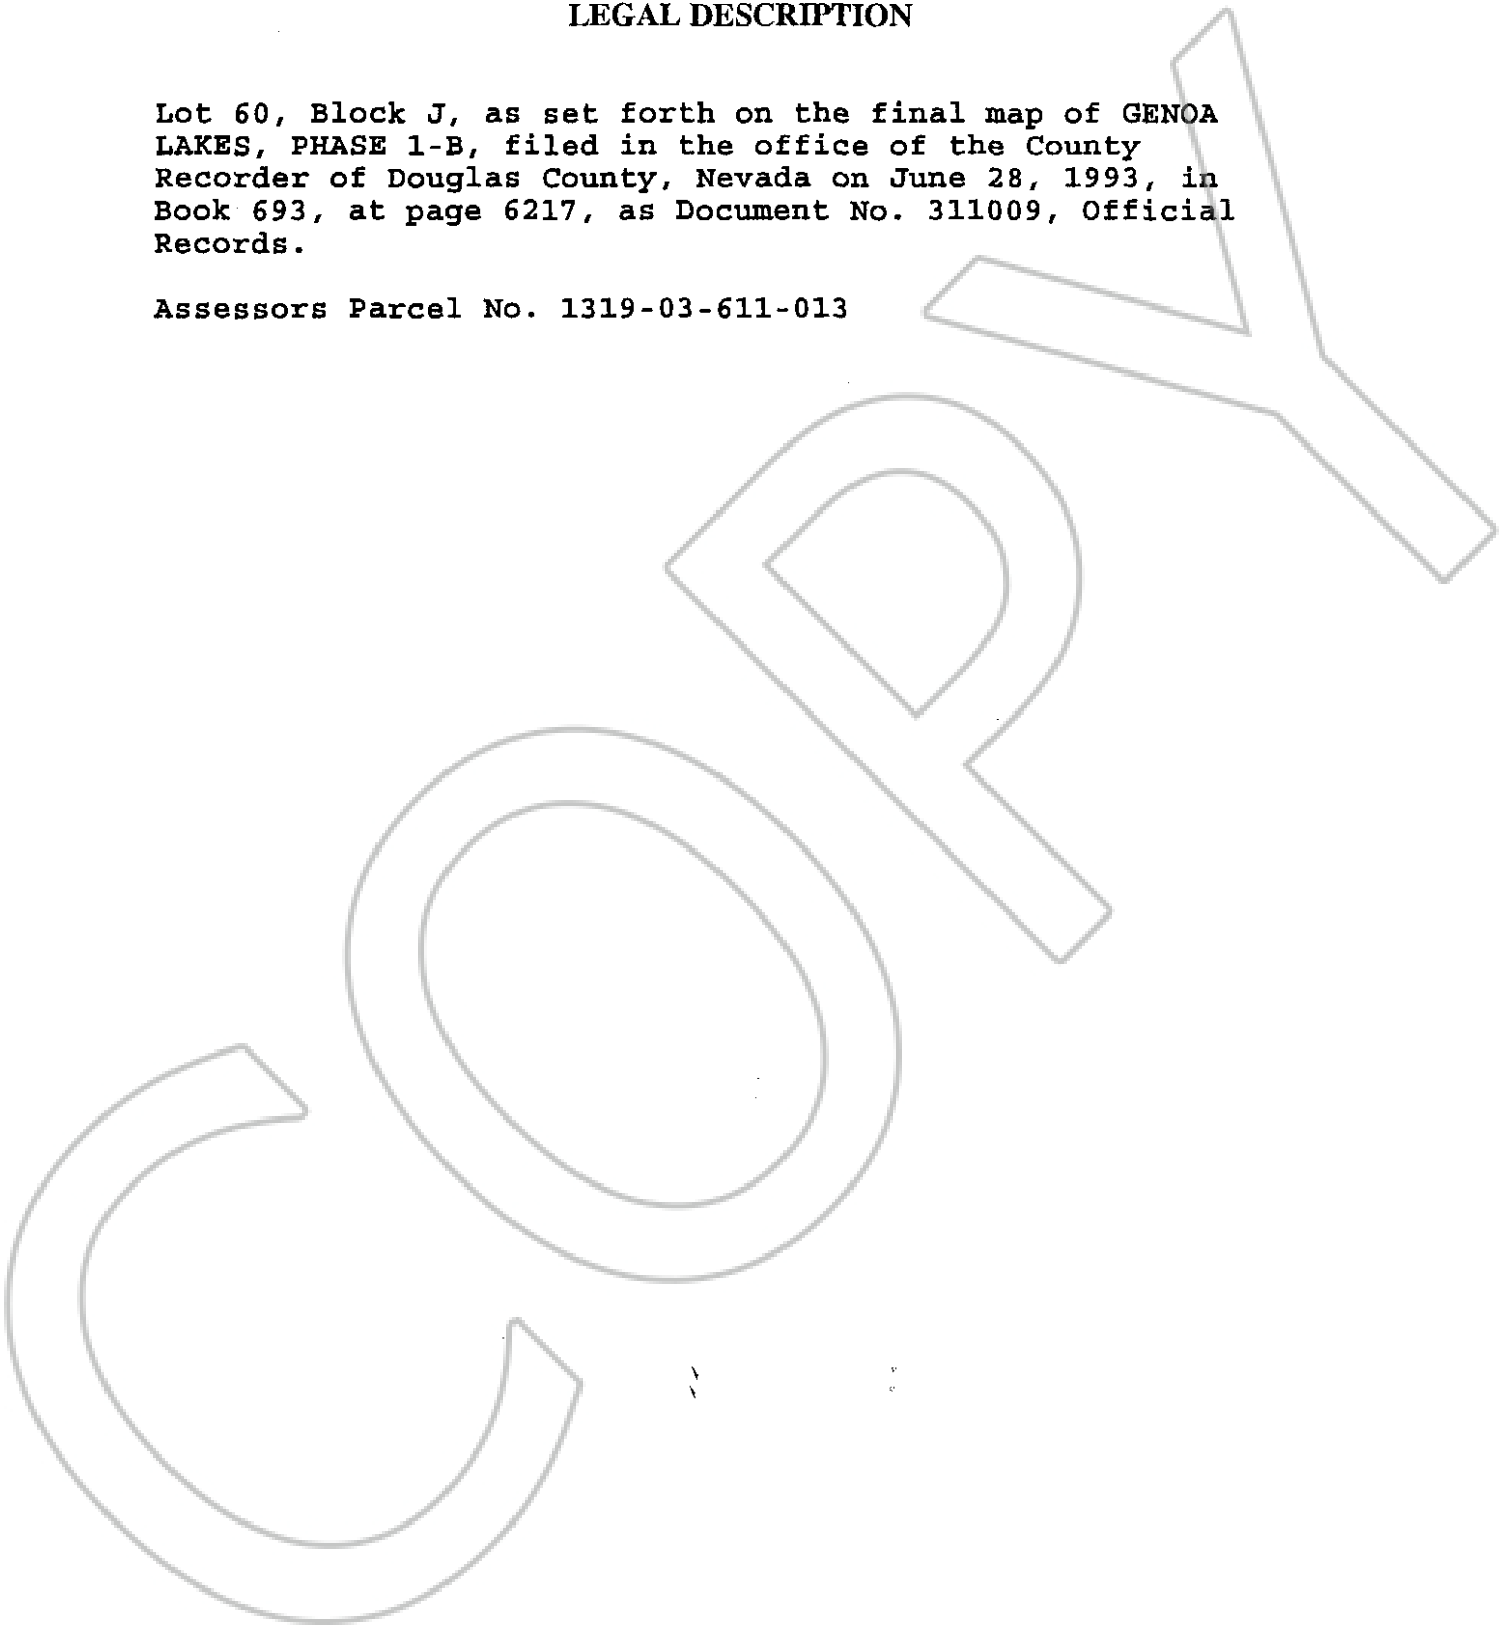 LEGAL DESCRIPTION
Lot 60, Block J, as set forth on the final map of GENOA
LAKES, PHASE 1-B, filed in the office of the County
Recorder of Douglas County, Nevada on June 28, 1993, in
Book 693, at page 6217, as Document No. 311009, Official
Records.
Assessors Parcel No. 1319-03-611-013
COPY